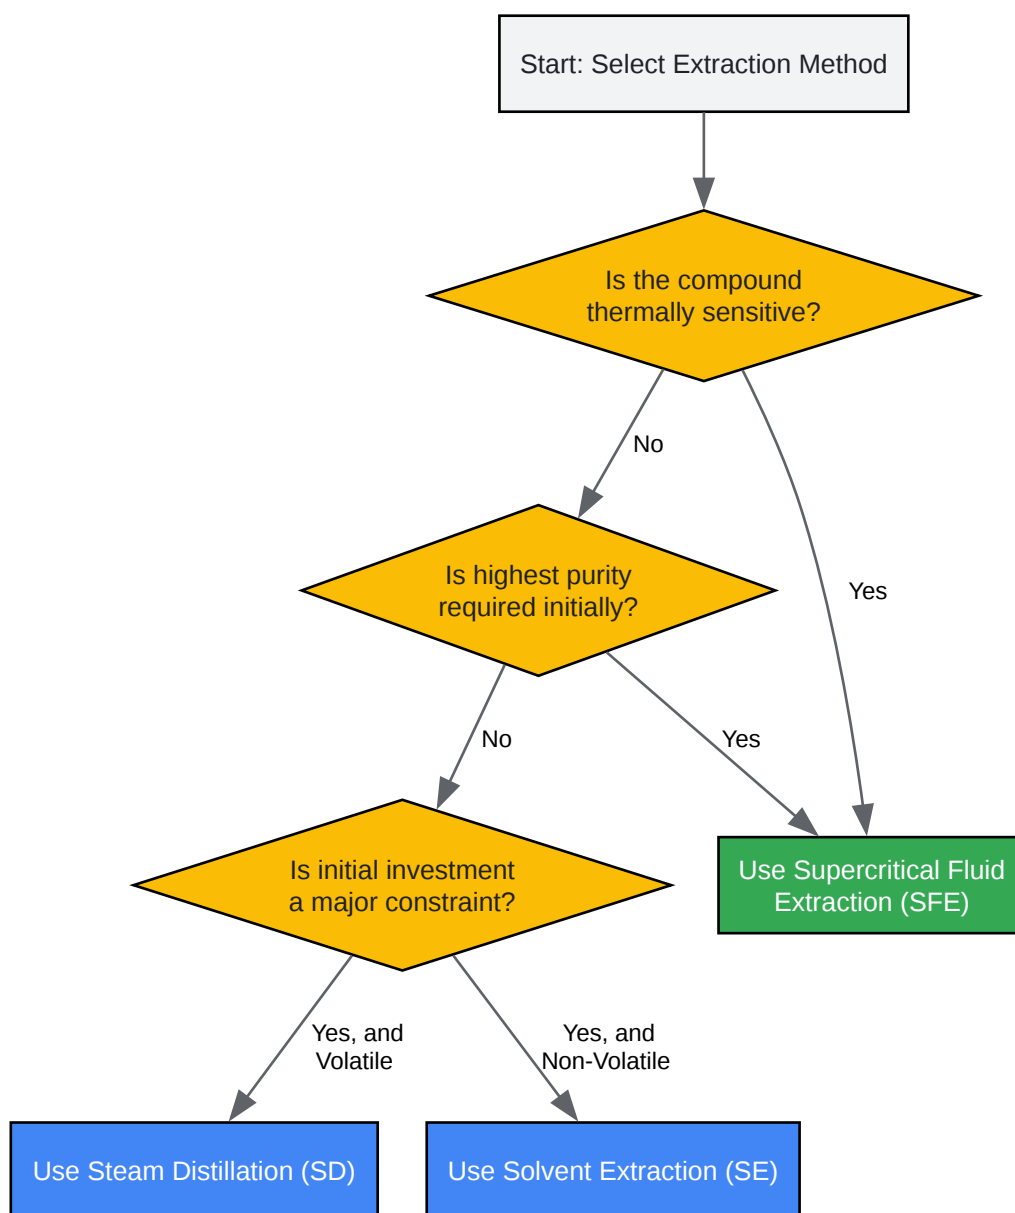 Start: Select Extraction Method
Is the compound
thermally sensitive?
No
Yes
Is highest purity
required initially?
No
Yes
Is initial investment
a major constraint?
Use Supercritical Fluid
Extraction (SFE)
Yes, and
Volatile
Yes, and
Non-Volatile
Use Steam Distillation (SD)
Use Solvent Extraction (SE)